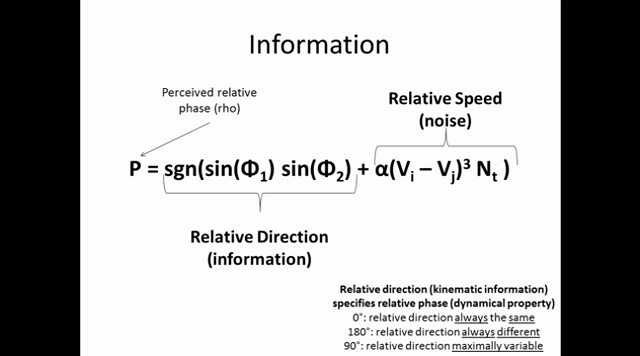 Information
Perceived relative
phase (rho)
Relative Speed
(noise)
P = sgn(sin(Φ₁) sin(Φ₂) + α(Vᵢ – Vⱼ)³ Nₜ )
Relative Direction
(information)
Relative direction (kinematic information)
specifies relative phase (dynamical property)
0°: relative direction always the same
180°: relative direction always different
90°: relative direction maximally variable